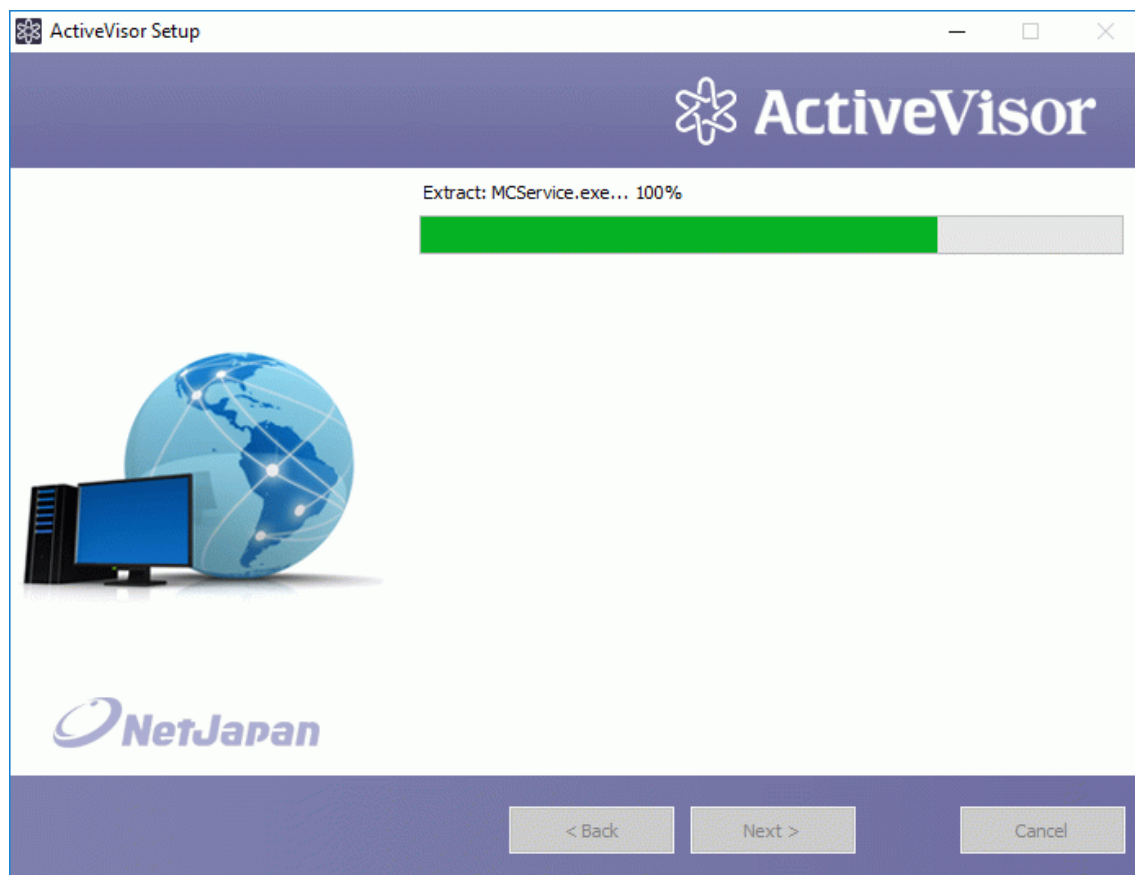 ActiveVisor Setup
ActiveVisor
Extract: MCService.exe... 100%
NetJapan
< Back
Next >
Cancel